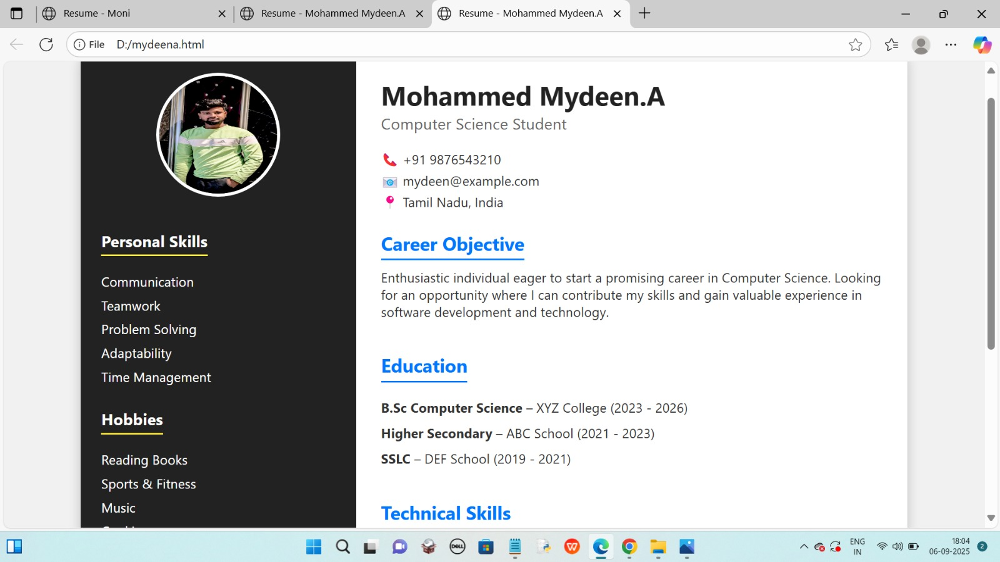 Resume - Moni
Resume - Mohammed Mydeen.A
Resume - Mohammed Mydeen.A
File D:/mydeena.html
Personal Skills
Communication
Teamwork
Problem Solving
Adaptability
Time Management
Hobbies
Reading Books
Sports & Fitness
Music
Mohammed Mydeen.A
Computer Science Student
+91 9876543210
mydeen@example.com
Tamil Nadu, India
Career Objective
Enthusiastic individual eager to start a promising career in Computer Science. Looking
for an opportunity where I can contribute my skills and gain valuable experience in
software development and technology.
Education
B.Sc Computer Science – XYZ College (2023 - 2026)
Higher Secondary – ABC School (2021 - 2023)
SSLC – DEF School (2019 - 2021)
Technical Skills
DELL
ENG
IN
18:04
06-09-2025
2